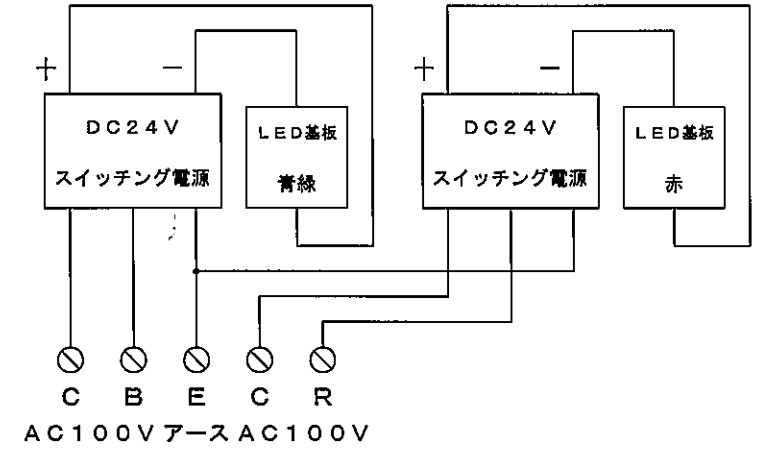 ＋ － ＋ －
ＤＣ２４Ｖ ＬＥＤ基板 ＤＣ２４Ｖ ＬＥＤ基板
スイッチング電源 青緑 スイッチング電源 赤
Ｃ Ｂ Ｅ Ｃ Ｒ
ＡＣ１００Ｖ アース ＡＣ１００Ｖ